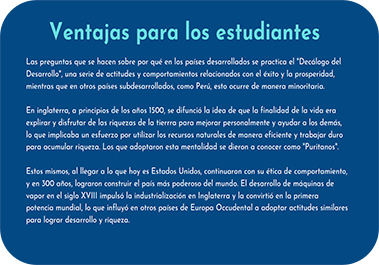 Ventajas para los estudiantes
Las preguntas que se hacen sobre por qué en los países desarrollados se practica el "Decálogo del
Desarrollo", una serie de actitudes y comportamientos relacionados con el éxito y la prosperidad,
mientras que en otros países subdesarrollados, como Perú, esto ocurre de manera minoritaria.
En inglaterra, a principios de los años 1500, se difunció la idea de que la finalidad de la vida era
explirar y disfrutar de las riquezas de la tierrra para mejorar personalmente y ayudar a los demás,
lo que implicaba un esfuerzo por utilizar los recursos naturales de manera eficiente y trabajar duro
para acumular riqueza. Los que adoptaron esta mentalidad se dieron a conocer como "Puritanos".
Estos mismos, al llegar a lo que hoy es Estados Unidos, continuaron con su ética de comportamiento,
y en 300 años, lograron construir el país más poderoso del mundo. El desarrollo de máquinas de
vapor en el siglo XVIII impulsó la industrialización en Inglaterra y la convirtió en la primera
potencia mundial, lo que influyó en otros países de Europa Occudental a adoptar actitudes similares
para lograr desarrollo y riqueza.